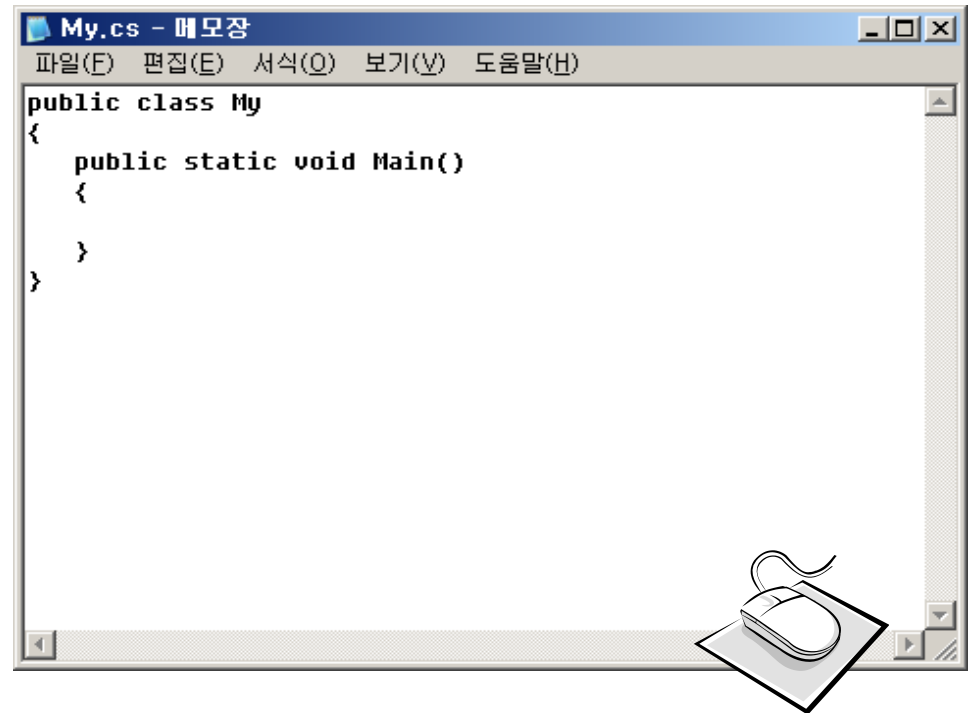 My.cs - 메모장
파일(F) 편집(E) 서식(O) 보기(V) 도움말(H)
public class My
{
   public static void Main()
   {
   }
}